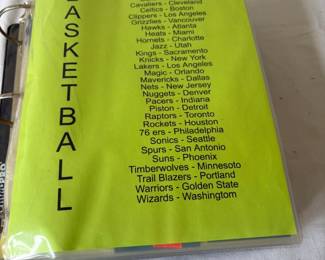 BASKETBALL
Cavaliers - Cleveland
Celtics - Boston
Clippers - Los Angeles
Grizzlies - Vancouver
Hawks - Atlanta
Heats - Miami
Hornets - Charlotte
Jazz - Utah
Kings - Sacramento
Knicks - New York
Lakers - Los Angeles
Magic - Orlando
Mavericks - Dallas
Nets - New Jersey
Nuggets - Denver
Pacers - Indiana
Piston - Detroit
Raptors - Toronto
Rockets - Houston
76 ers - Philadelphia
Sonics - Seattle
Spurs - San Antonio
Suns - Phoenix
Timberwolves - Minnesoto
Trail Blazers - Portland
Warriors - Golden State
Wizards - Washingtom